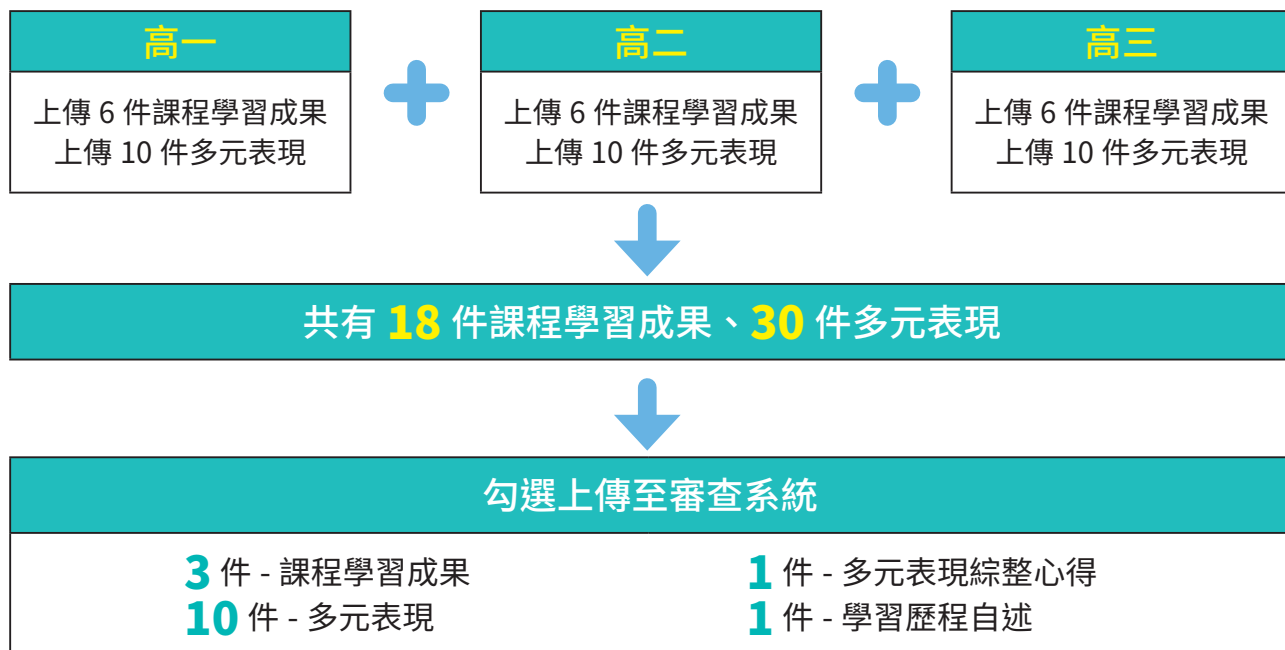 高一
上傳 6 件課程學習成果
上傳 10 件多元表現
高二
上傳 6 件課程學習成果
上傳 10 件多元表現
高三
上傳 6 件課程學習成果
上傳 10 件多元表現
共有 18 件課程學習成果、30 件多元表現
勾選上傳至審查系統
3 件 - 課程學習成果
10 件 - 多元表現
1 件 - 多元表現綜整心得
1 件 - 學習歷程自述